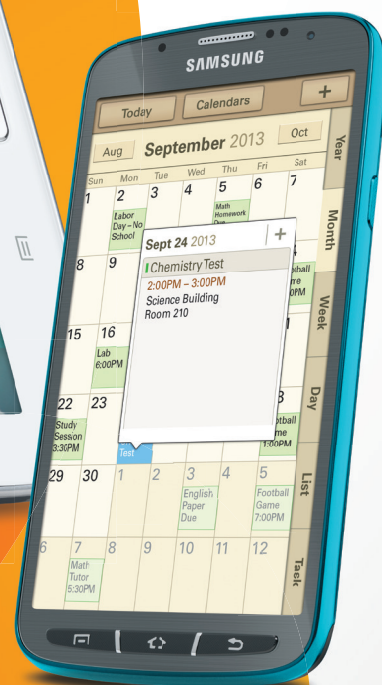 SAMSUNG
Today Calendars +
Aug September 2013 Oct
Sun Mon Tue Wed Thu Fri Sat
1 2 3 4 5 6 7
Labor
Day – No
School
Math
Homework
8 9
Sept 24 2013 +
Chemistry Test
2:00PM – 3:00PM
Science Building
Room 210
15 16
Lab
6:00PM
22 23
Study
Session
3:30PM
1:00PM
Test
29 30 1 2 3 4 5
English
Paper
Due
Football
Game
7:00PM
6 7 8 9 10 11 12
Math
Tutor
5:30PM
Year
Month
Week
Day
List
Task